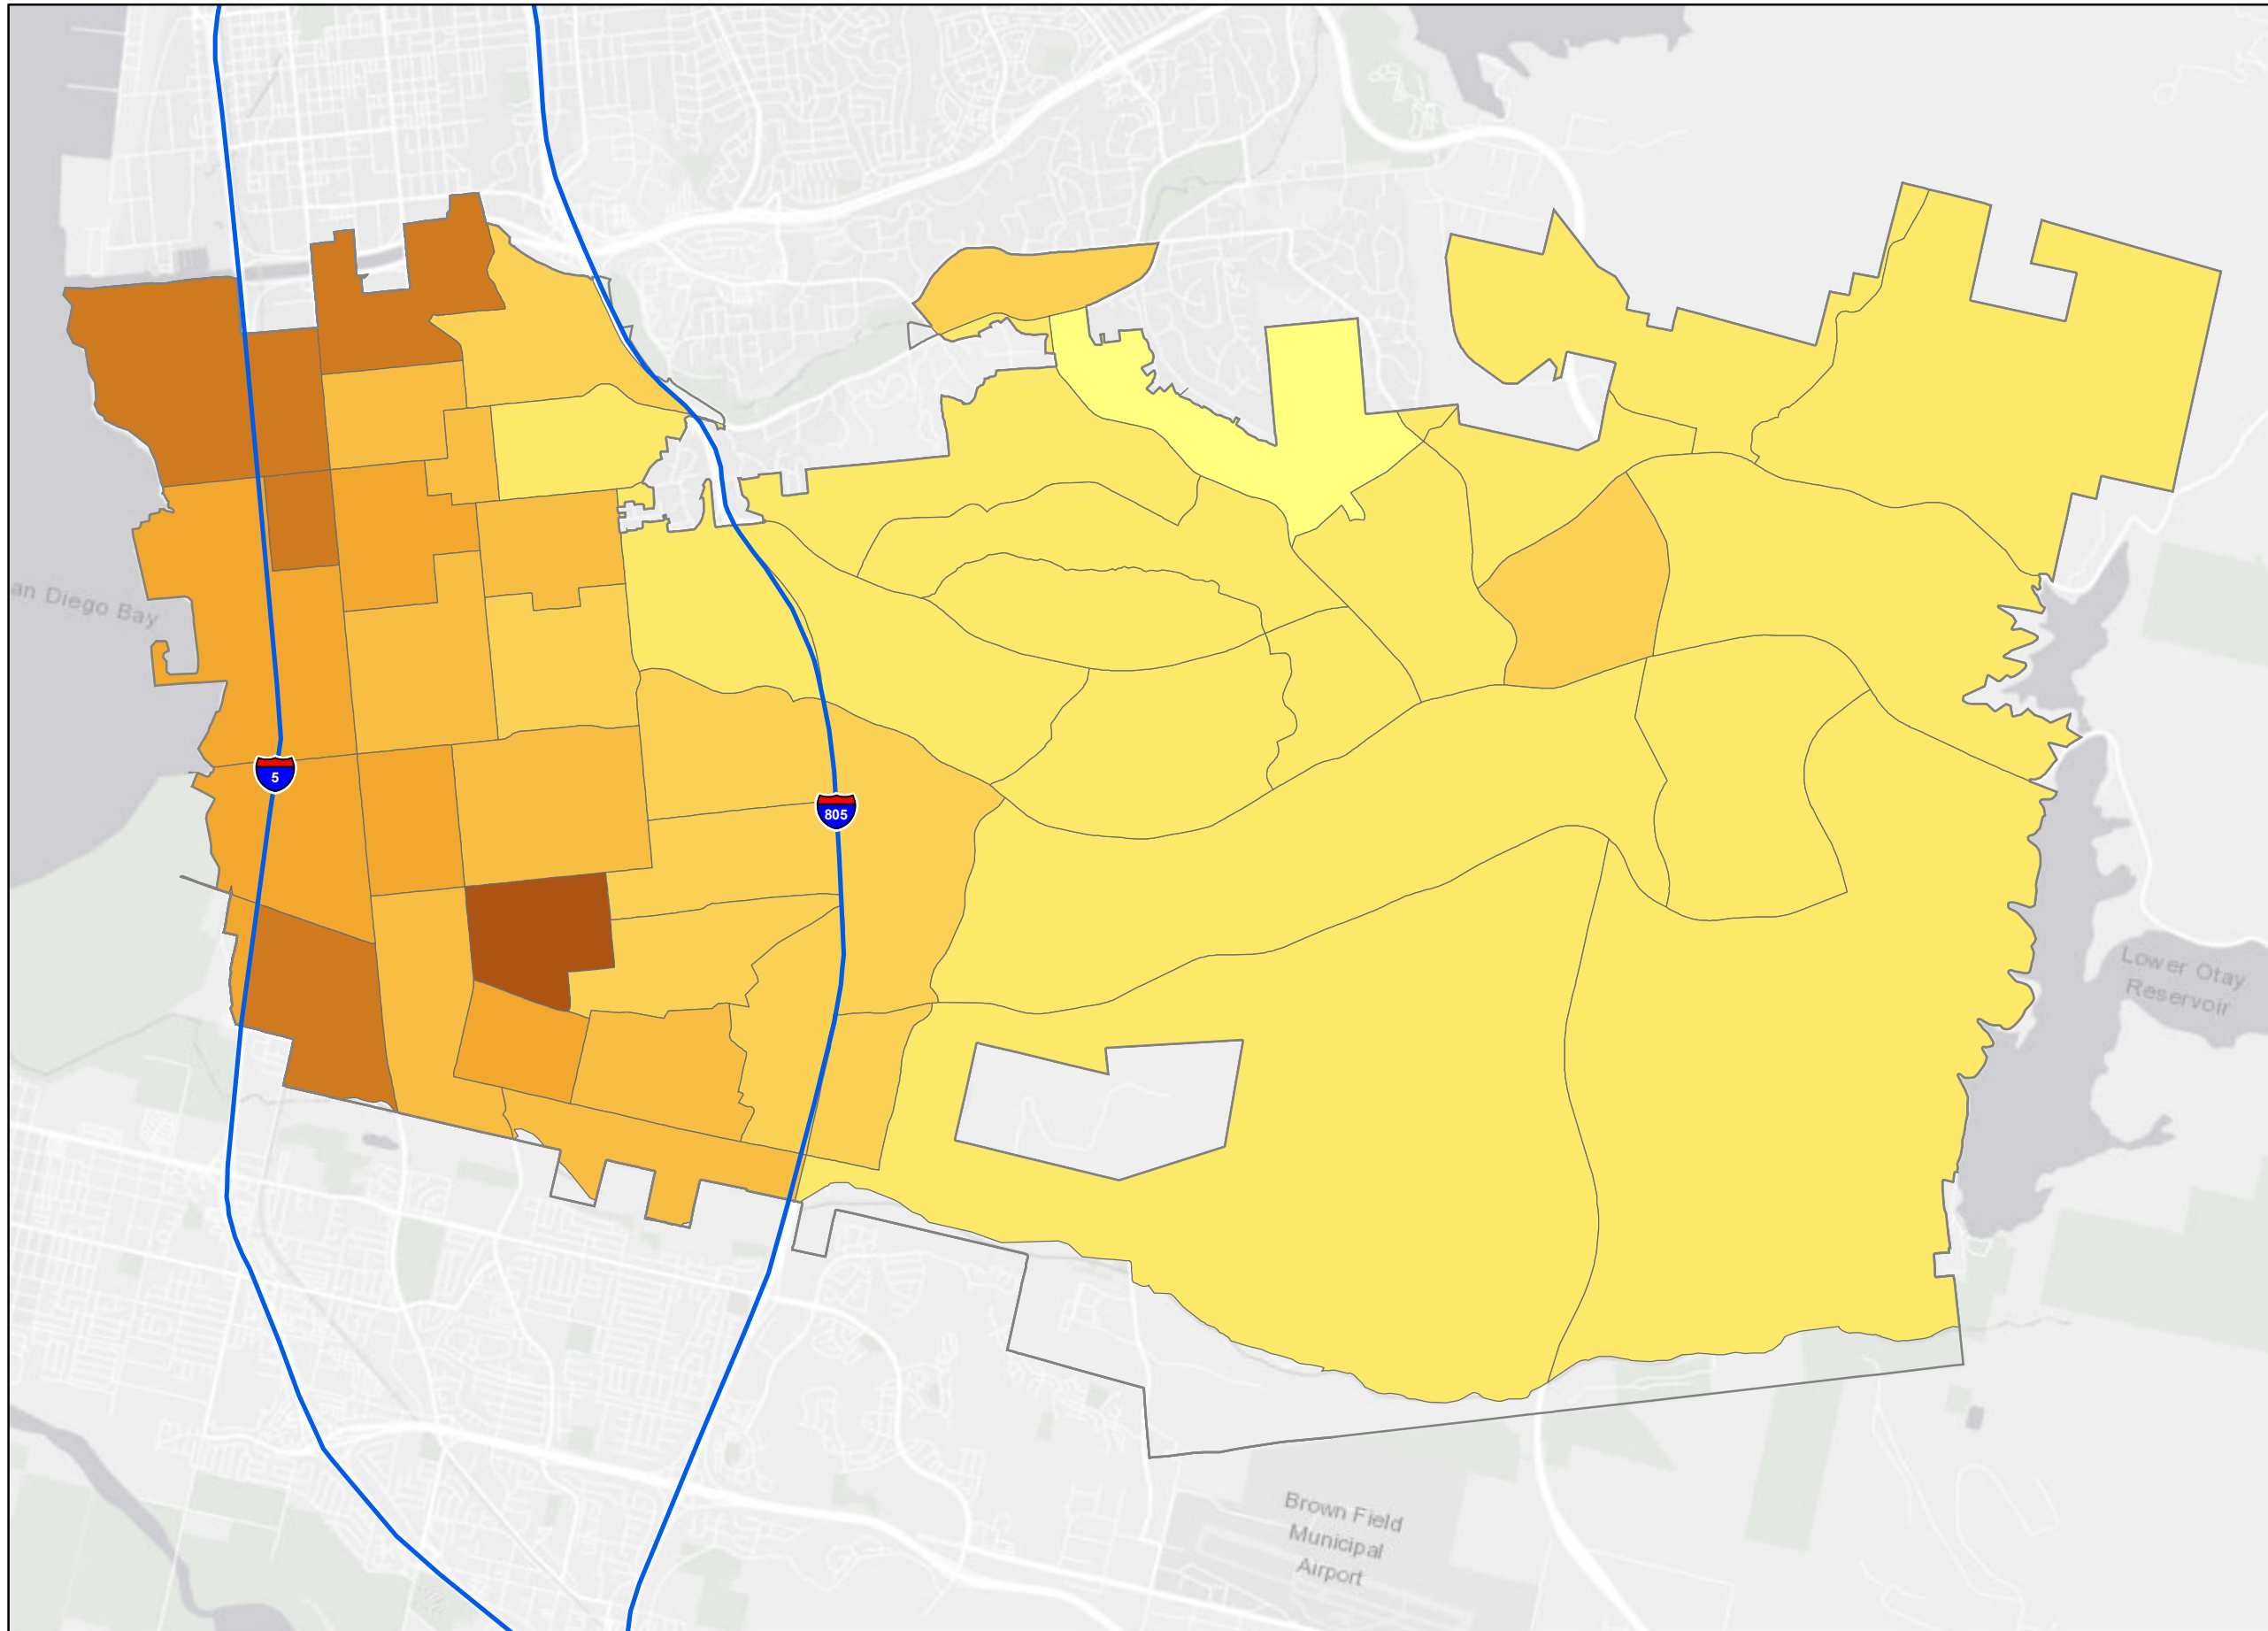 an Diego Bay
5
805
Lower Otay
Reservoir
Brown Field
Municipal
Airport